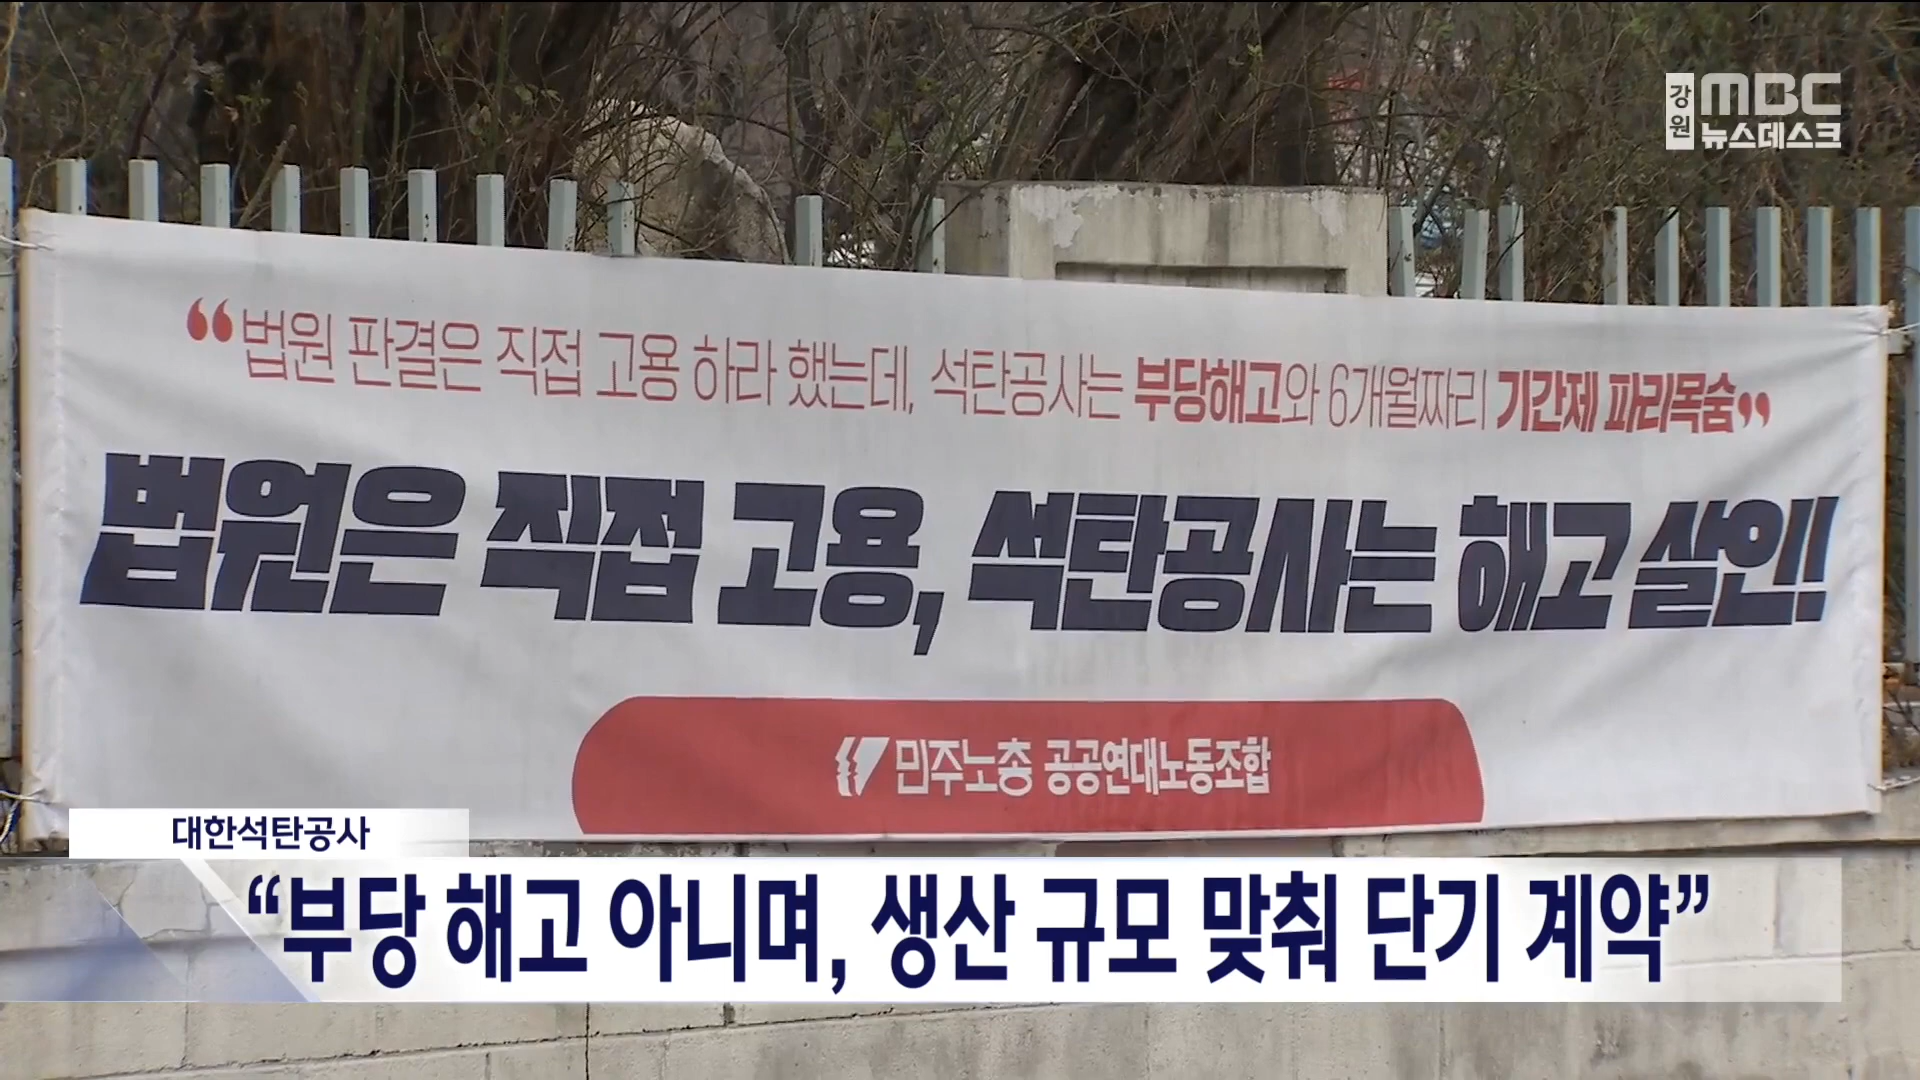 강원 MBC 뉴스데스크
“법원 판결은 직접 고용 하라 했는데, 석탄공사는 부당해고와 6개월짜리 기간제 파리목숨”
법원은 직접 고용, 석탄공사는 해고 살인!!
민주노총 공공연대노동조합
대한석탄공사
“부당 해고 아니며, 생산 규모 맞춰 단기 계약”